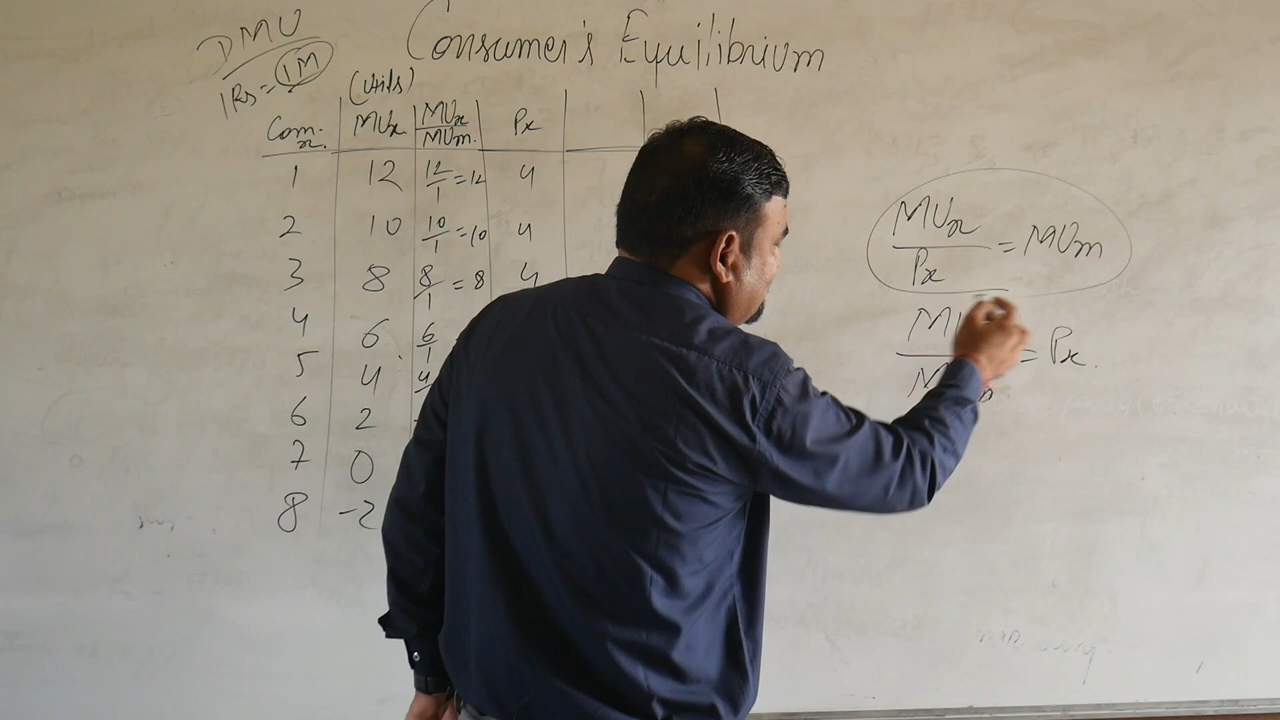 Consumer's Equilibrium
DMU
1Rs = 1M
(utils)
Com. x. MUx MUx/MUm. Px
1 12 12/1 = 12 4
2 10 10/1 = 10 4
3 8 8/1 = 8 4
4 6 6/1
5 4 4/
6 2
7 0
8 -2
MUx/Px = MUm
= Px.